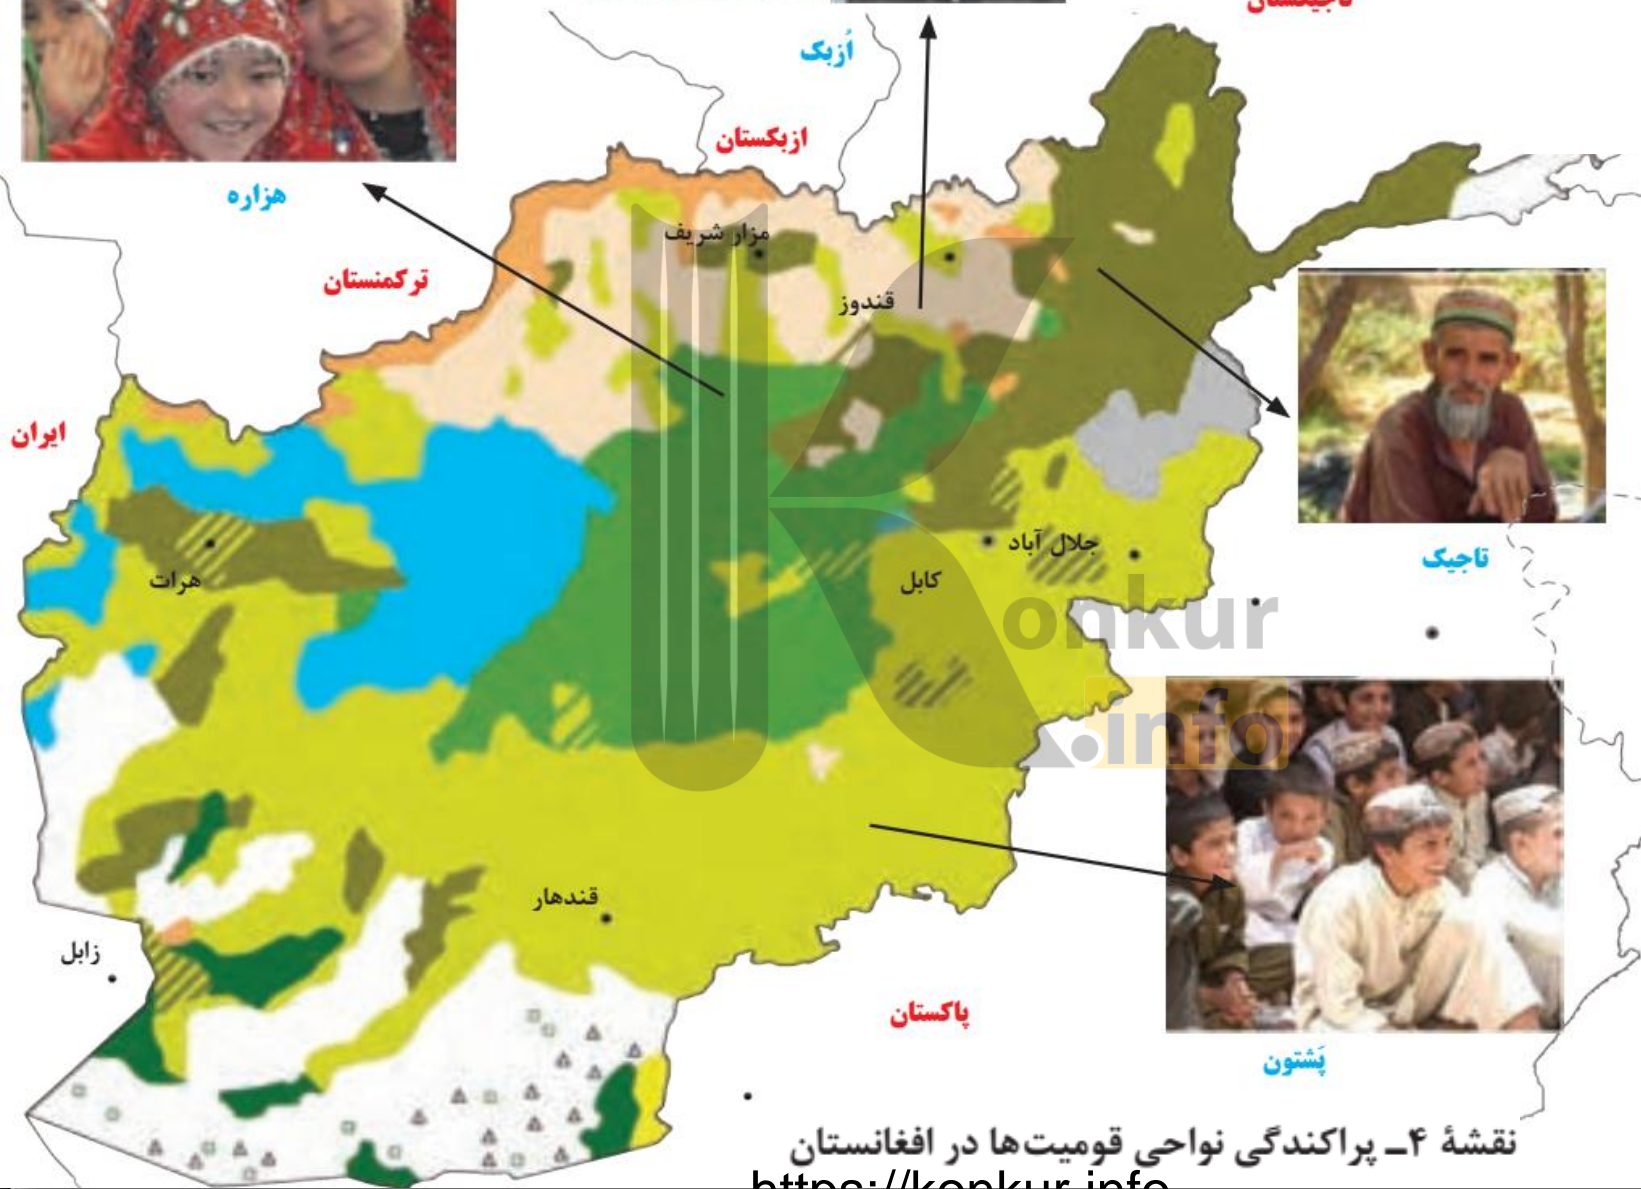 تاجیکستان
اُزبک
ازبکستان
هزاره
مزار شریف
ترکمنستان
قندوز
ایران
جلال آباد
تاجیک
هرات
کابل
Konkur
.info
قندهار
زابل
پاکستان
پَشتون
نقشهٔ ۴ــ پراکندگی نواحی قومیت‌ها در افغانستان
https://konkur.info